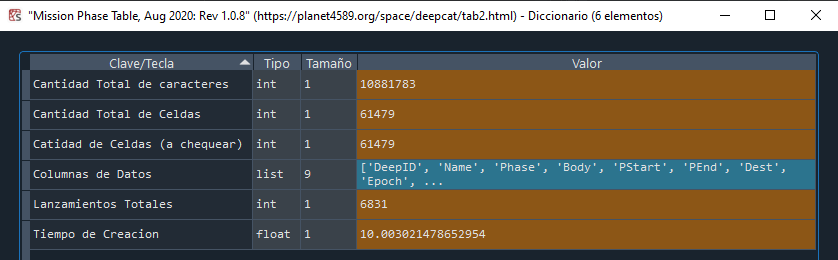 "Mission Phase Table, Aug 2020: Rev 1.0.8" (https://planet4589.org/space/deepcat/tab2.html) - Diccionario (6 elementos)
Clave/Tecla Tipo Tamaño Valor
Cantidad Total de caracteres int 1 10881783
Cantidad Total de Celdas int 1 61479
Catidad de Celdas (a chequear) int 1 61479
Columnas de Datos list 9 ['DeepID', 'Name', 'Phase', 'Body', 'PStart', 'PEnd', 'Dest',
'Epoch', ...
Lanzamientos Totales int 1 6831
Tiempo de Creacion float 1 10.003021478652954